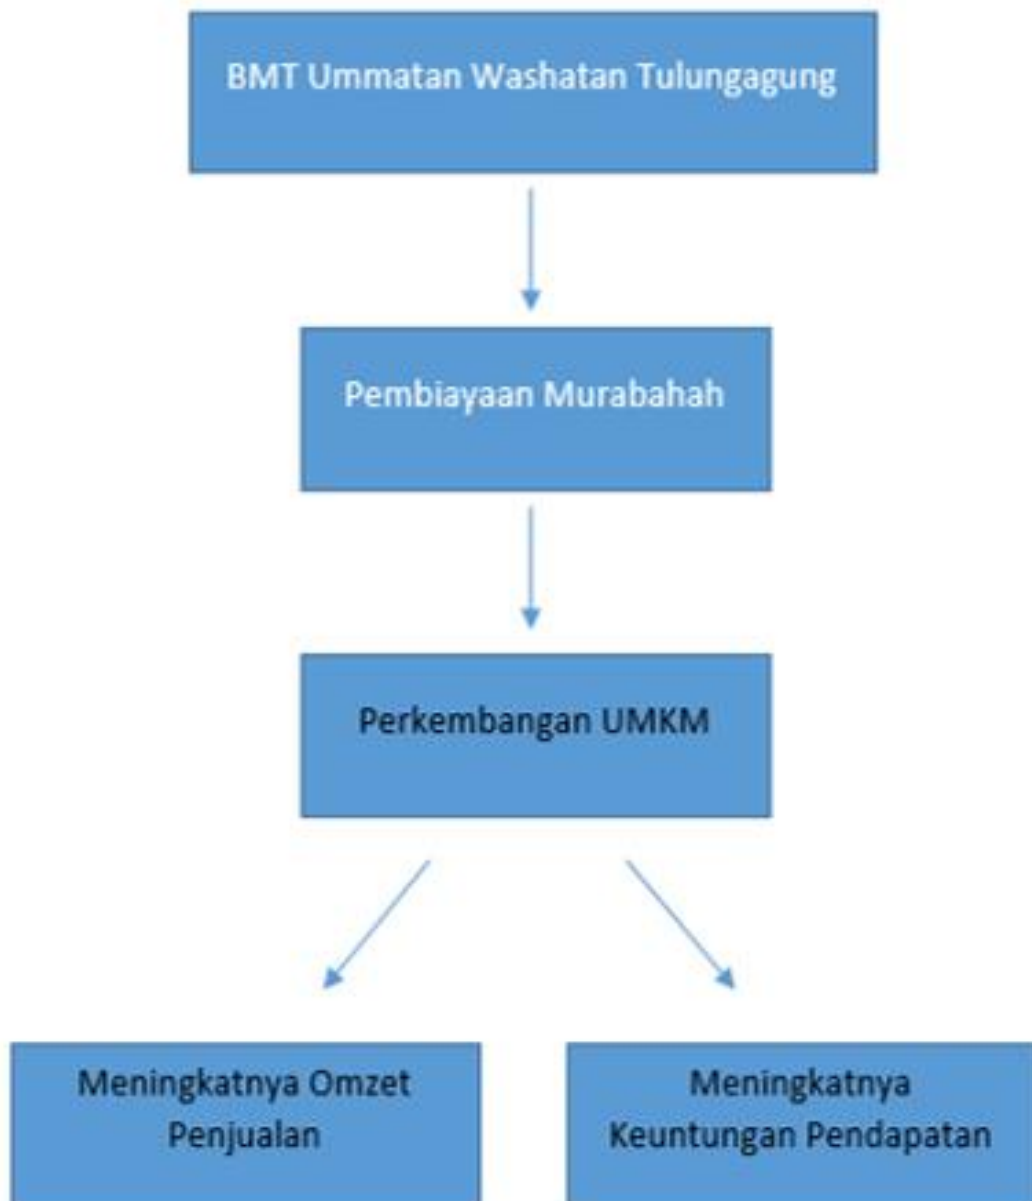 BMT Ummatan Washatan Tulungagung
Pembiayaan Murabahah
Perkembangan UMKM
Meningkatnya Omzet
Penjualan
Meningkatnya
Keuntungan Pendapatan